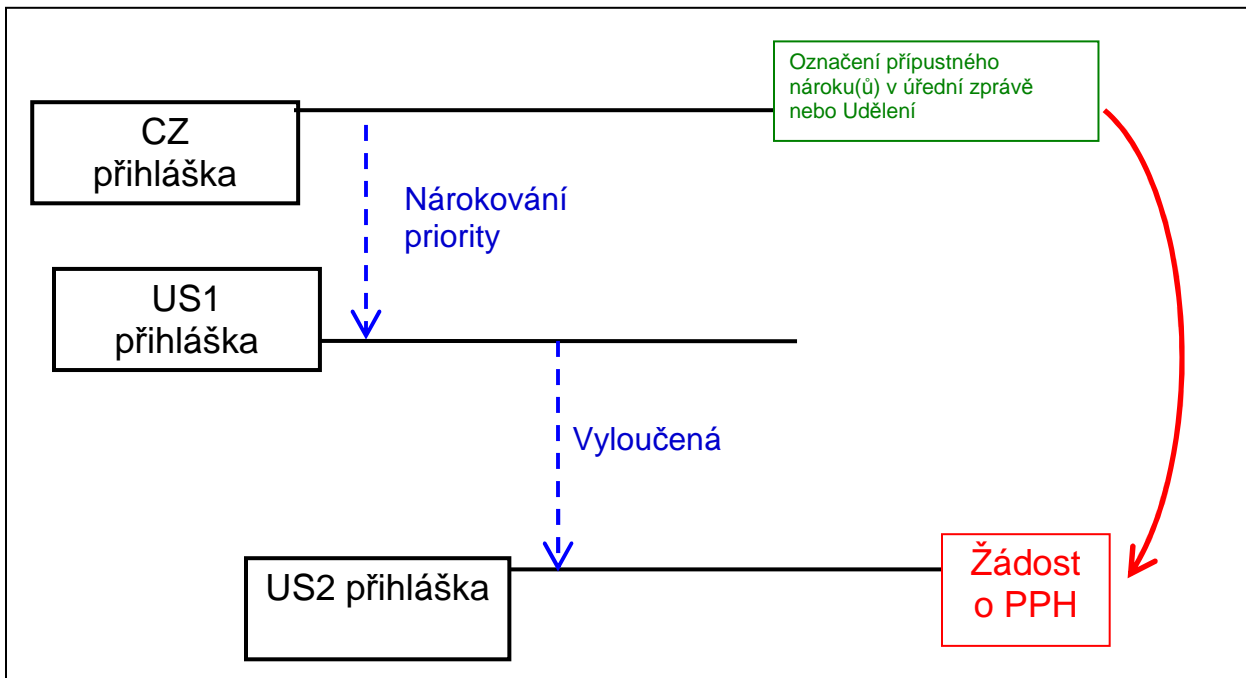 Označení přípustného
nároku(ů) v úřední zprávě
nebo Udělení
CZ
přihláška
Nárokování
priority
US1
přihláška
Vyloučená
US2 přihláška
Žádost
o PPH